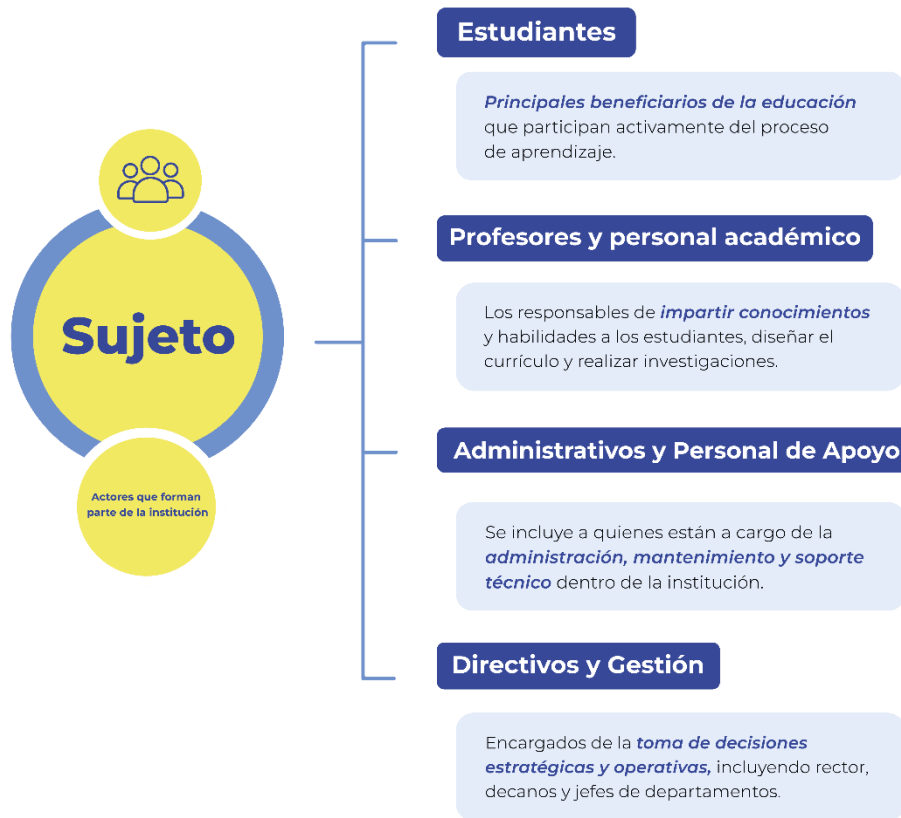 Sujeto
Actores que forman
parte de la institución
Estudiantes
Principales beneficiarios de la educación
que participan activamente del proceso
de aprendizaje.
Profesores y personal académico
Los responsables de impartir conocimientos
y habilidades a los estudiantes, diseñar el
currículo y realizar investigaciones.
Administrativos y Personal de Apoyo
Se incluye a quienes están a cargo de la
administración, mantenimiento y soporte
técnico dentro de la institución.
Directivos y Gestión
Encargados de la toma de decisiones
estratégicas y operativas, incluyendo rector,
decanos y jefes de departamentos.